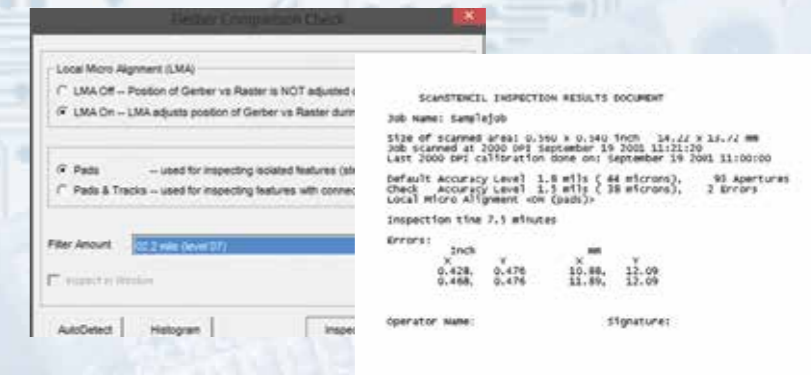 Gerber Comparison Check
Local Micro Alignment (LMA)
LMA Off -- Position of Gerber vs Raster is NOT adjusted
LMA On -- LMA adjusts position of Gerber vs Raster
Pads -- used for inspecting isolated features
Pads & Tracks -- used for inspecting features with
Filter Amount
02.2 mils (level 07)
Inspect in Window
AutoDetect
Histogram
SCANSTENCIL INSPECTION RESULTS DOCUMENT
Job Name: Samplejob
Size of scanned area: 0.560 x 0.540 inch 14.22 x 13.72 mm
Job scanned at 2000 DPI September 19 2001 11:21:20
Last 2000 DPI calibration done on: September 19 2001 11:00:00
Default Accuracy Level 1.8 mils ( 44 microns), 93 Apertures
Check Accuracy Level 1.5 mils ( 38 microns), 2 Errors
Local Micro Alignment <ON (pads)>
Inspection time 7.5 minutes
Errors:
Inch mm
X Y X Y
0.428, 0.476 10.88, 12.09
0.468, 0.476 11.89, 12.09
Operator Name: Signature: